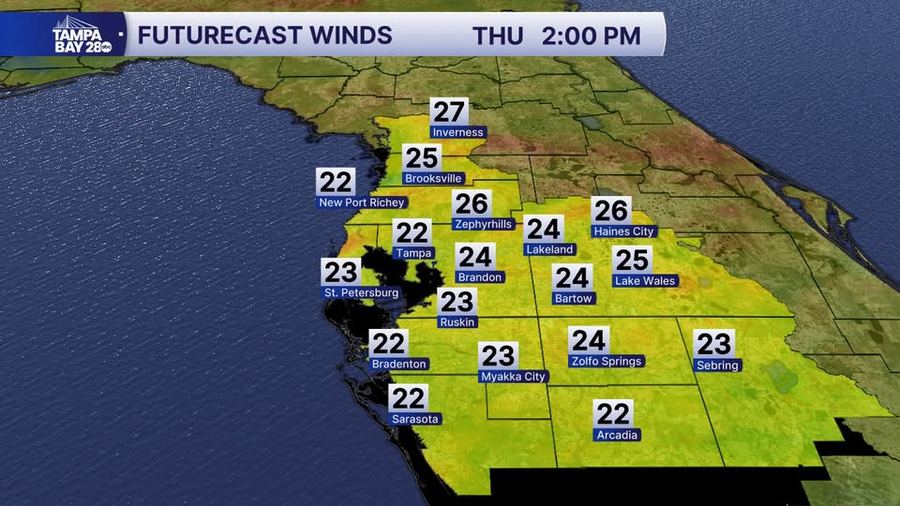 TAMPA
BAY 28 abc
FUTURECAST WINDS
THU 2:00 PM
27
Inverness
25
Brooksville
22
New Port Richey
26
Zephyrhills
26
Haines City
22
Tampa
24
Lakeland
24
Brandon
25
Lake Wales
23
St. Petersburg
24
Bartow
23
Ruskin
22
Bradenton
23
Myakka City
24
Zolfo Springs
23
Sebring
22
Sarasota
22
Arcadia